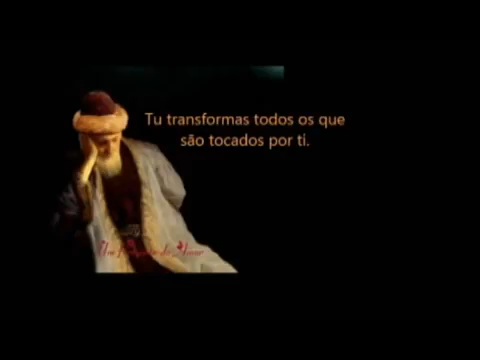 Tu transformas todos os que
são tocados por ti.